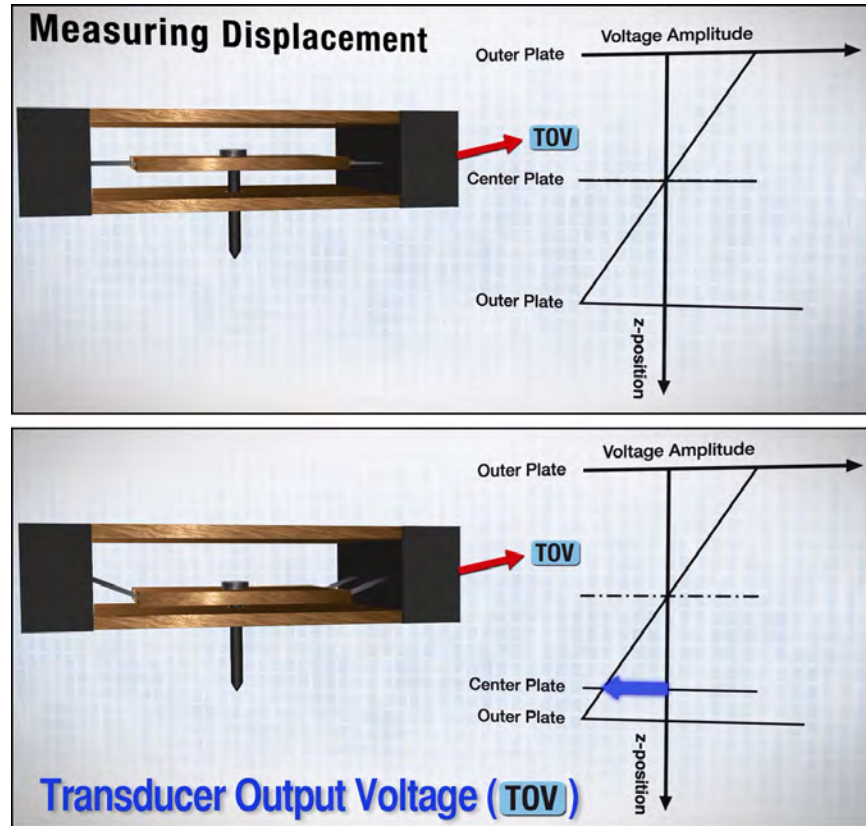 Measuring Displacement
Voltage Amplitude
Outer Plate
TOV
Center Plate
Outer Plate
z-position
Voltage Amplitude
Outer Plate
TOV
Center Plate
Outer Plate
z-position
Transducer Output Voltage (TOV)